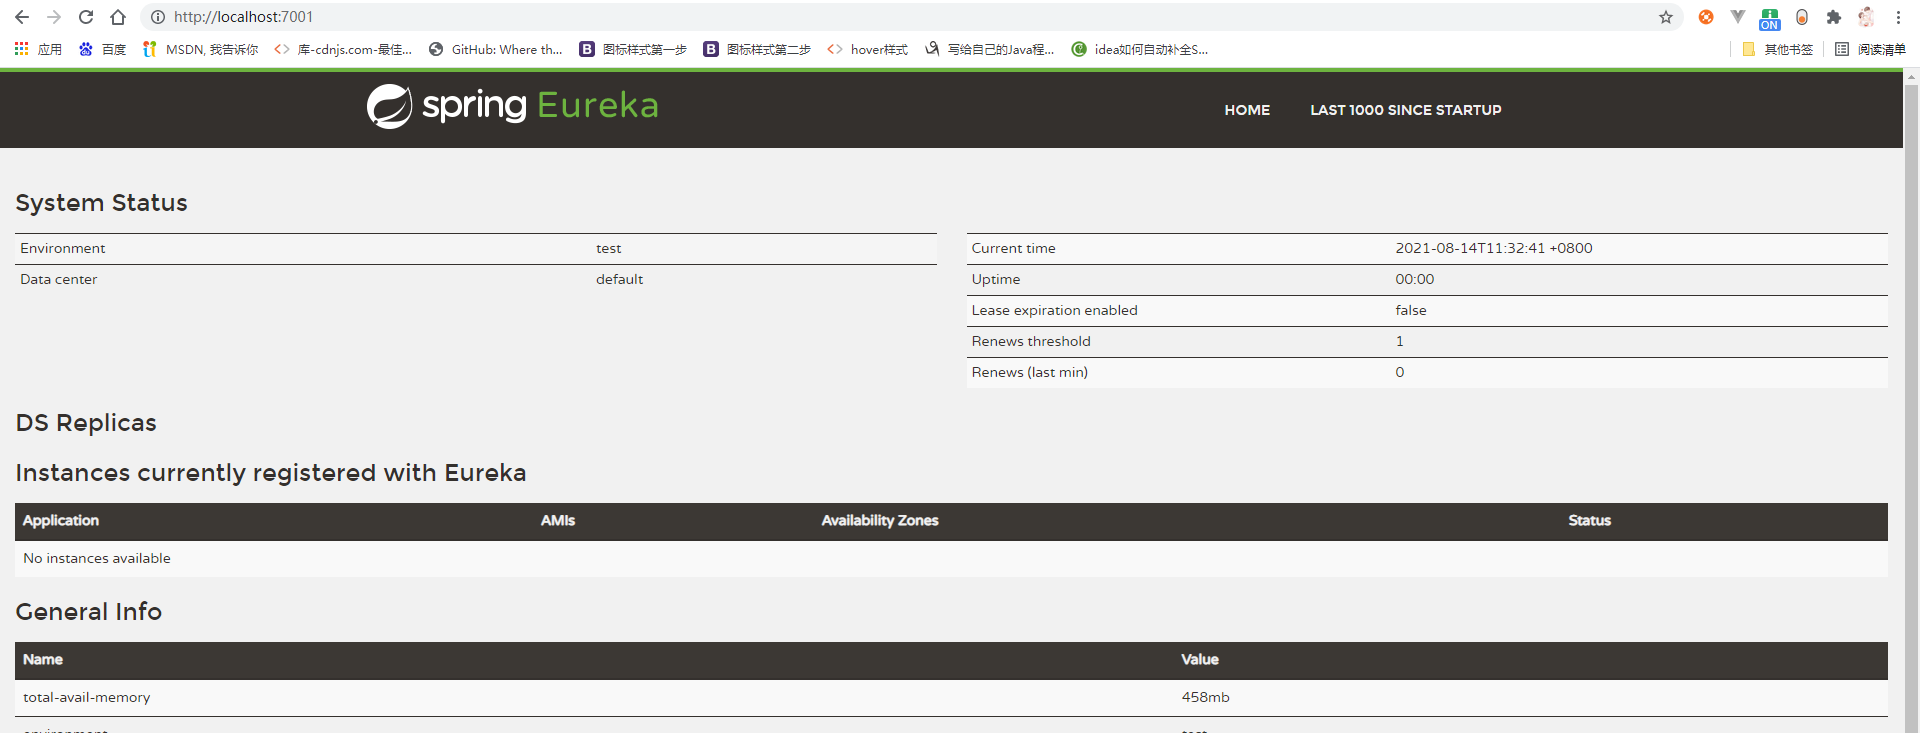 http://localhost:7001
应用 百度 MSDN, 我告诉你 库-cdnjs.com-最佳... GitHub: Where th... 图标样式第一步 图标样式第二步 hover样式 写给自己的Java程... idea如何自动补全S... 其他书签 阅读清单
ON
spring Eureka
HOME LAST 1000 SINCE STARTUP
System Status
Environment test
Data center default
Current time 2021-08-14T11:32:41 +0800
Uptime 00:00
Lease expiration enabled false
Renews threshold 1
Renews (last min) 0
DS Replicas
Instances currently registered with Eureka
Application AMIs Availability Zones Status
No instances available
General Info
Name Value
total-avail-memory 458mb